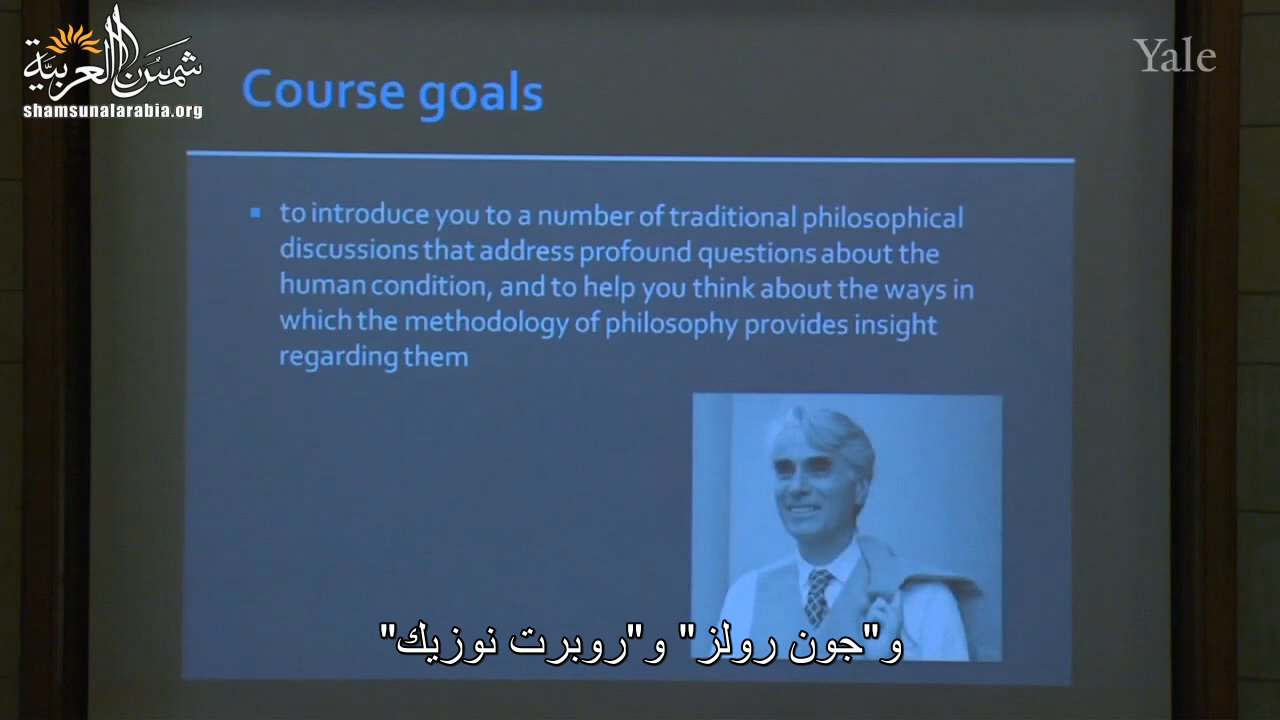 شمس العربية
shamsunalarabia.org
Yale
Course goals
to introduce you to a number of traditional philosophical
discussions that address profound questions about the
human condition, and to help you think about the ways in
which the methodology of philosophy provides insight
regarding them
و"جون رولز" و"روبرت نوزيك"